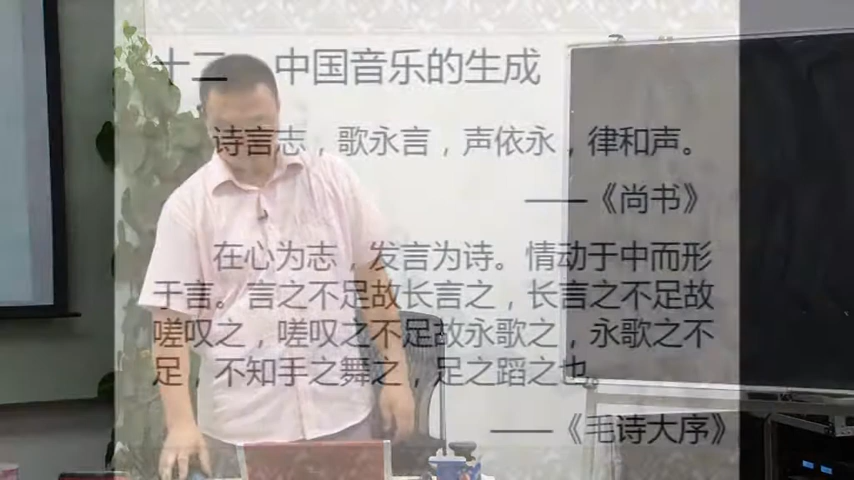 十二 中国音乐的生成
诗言志，歌永言，声依永，律和声。
——《尚书》
在心为志，发言为诗。情动于中而形
于言。言之不足故长言之，长言之不足故
嗟叹之，嗟叹之不足故永歌之，永歌之不
足，不知手之舞之，足之蹈之也。
——《毛诗大序》